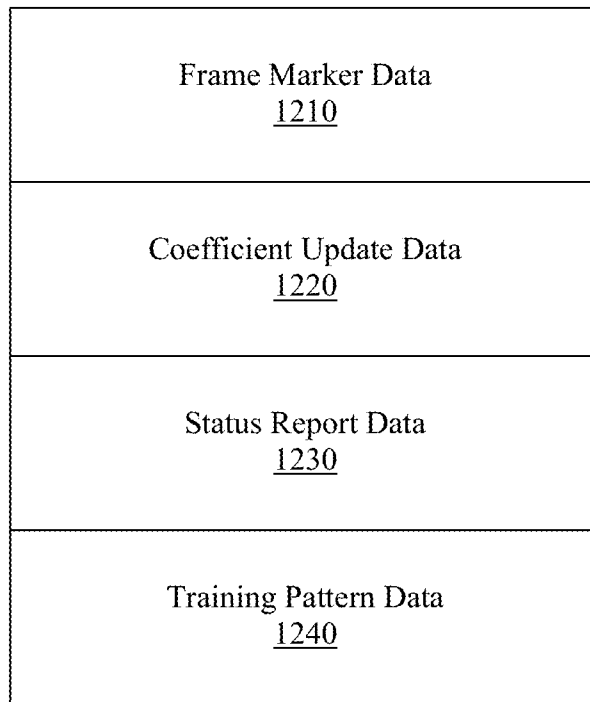 Frame Marker Data
1210
Coefficient Update Data
1220
Status Report Data
1230
Training Pattern Data
1240